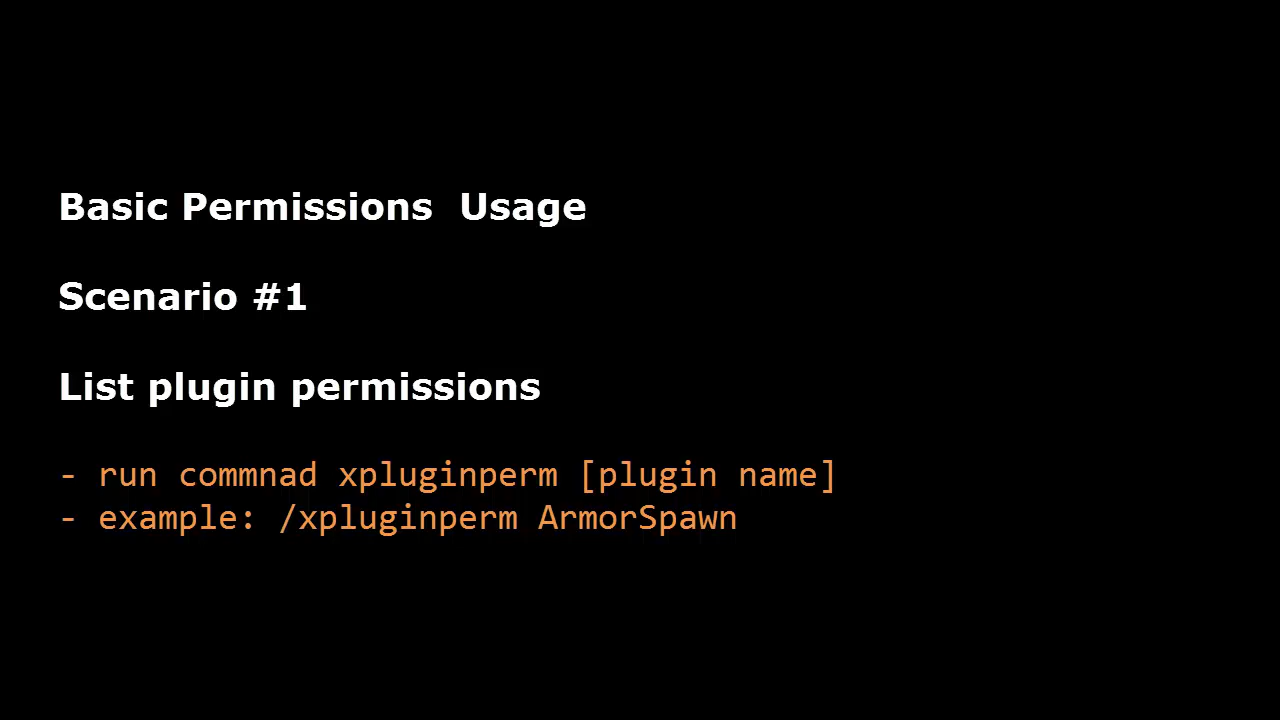 Basic Permissions  Usage
Scenario #1
List plugin permissions
- run commnad xpluginperm [plugin name]
- example: /xpluginperm ArmorSpawn